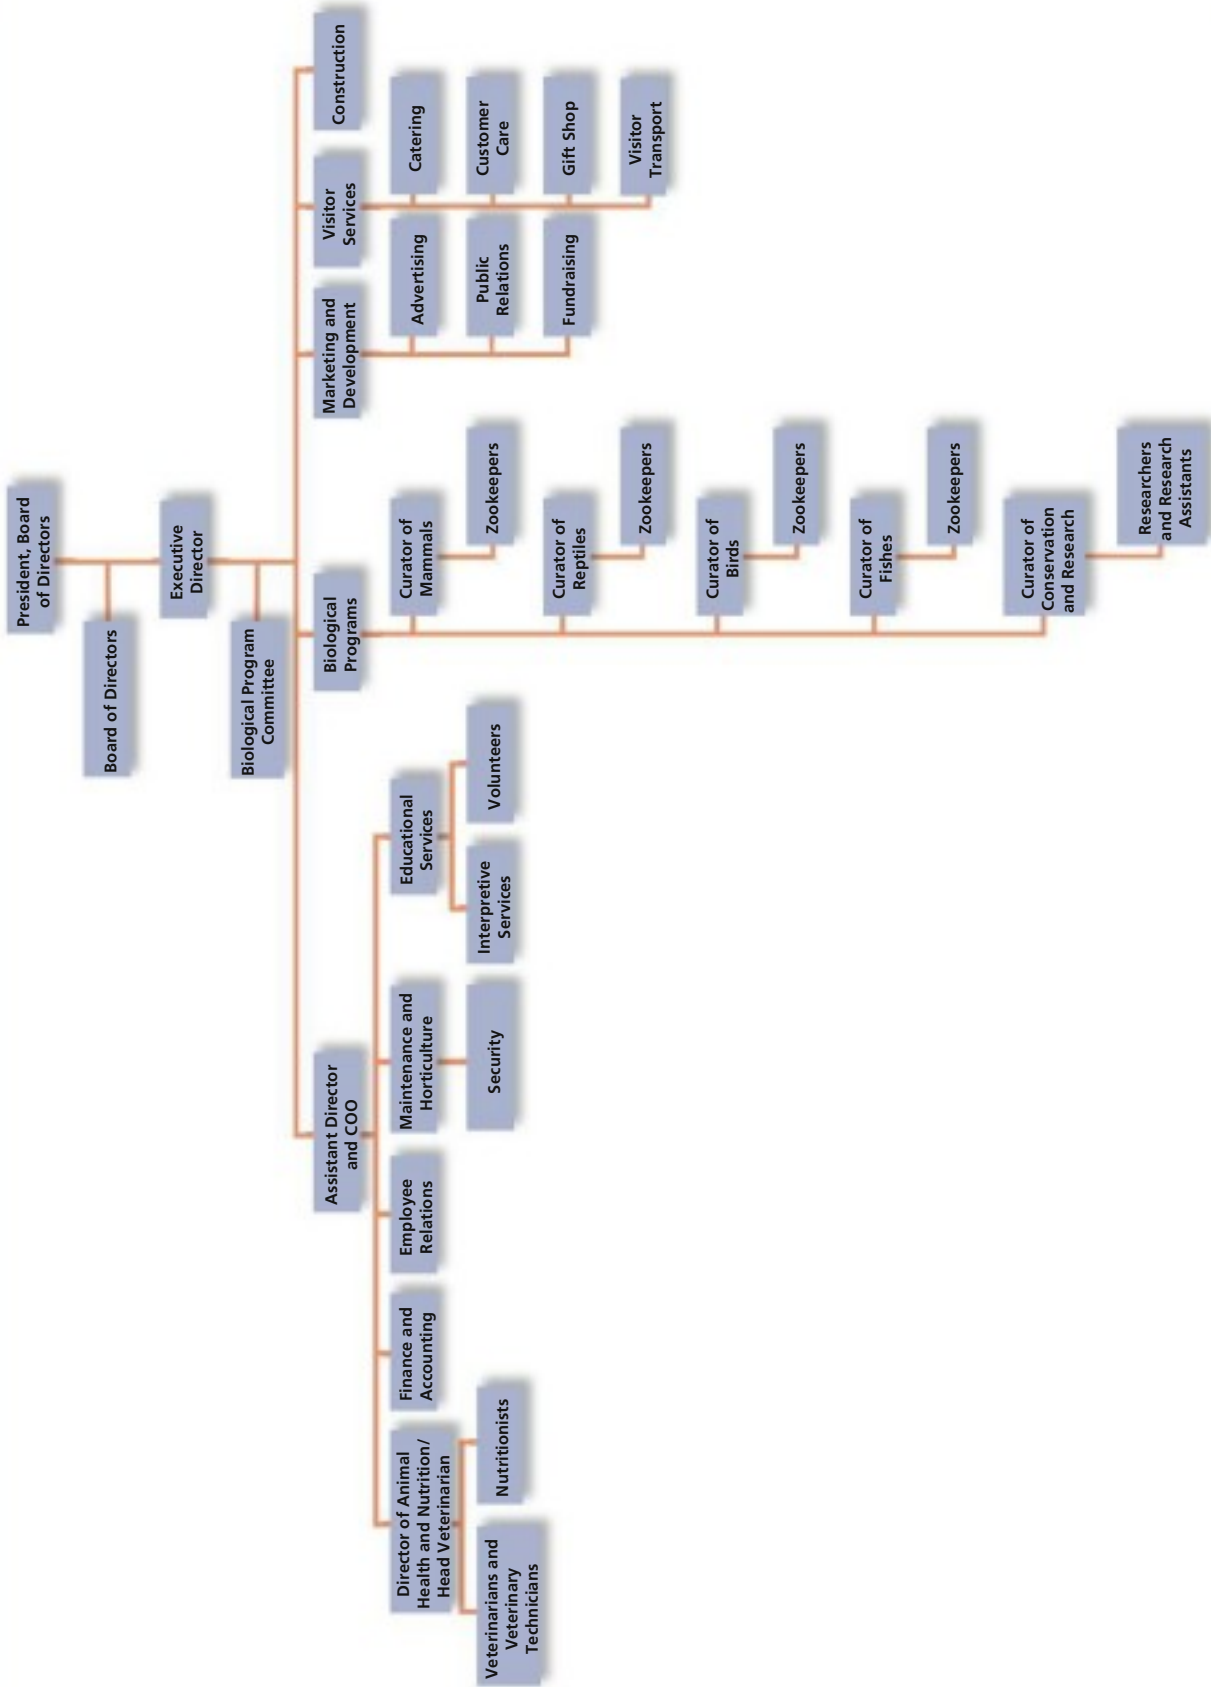 President, Board
of Directors
Board of Directors
Executive
Director
Biological Program
Committee
Assistant Director
and COO
Biological
Programs
Marketing and
Development
Visitor
Services
Construction
Director of Animal
Health and Nutrition/
Head Veterinarian
Finance and
Accounting
Employee
Relations
Maintenance and
Horticulture
Educational
Services
Curator of
Mammals
Advertising
Catering
Veterinarians and
Veterinary
Technicians
Nutritionists
Security
Interpretive
Services
Volunteers
Zookeepers
Public
Relations
Customer
Care
Curator of
Reptiles
Fundraising
Gift Shop
Zookeepers
Visitor
Transport
Curator of
Birds
Zookeepers
Curator of
Fishes
Zookeepers
Curator of
Conservation
and Research
Researchers
and Research
Assistants